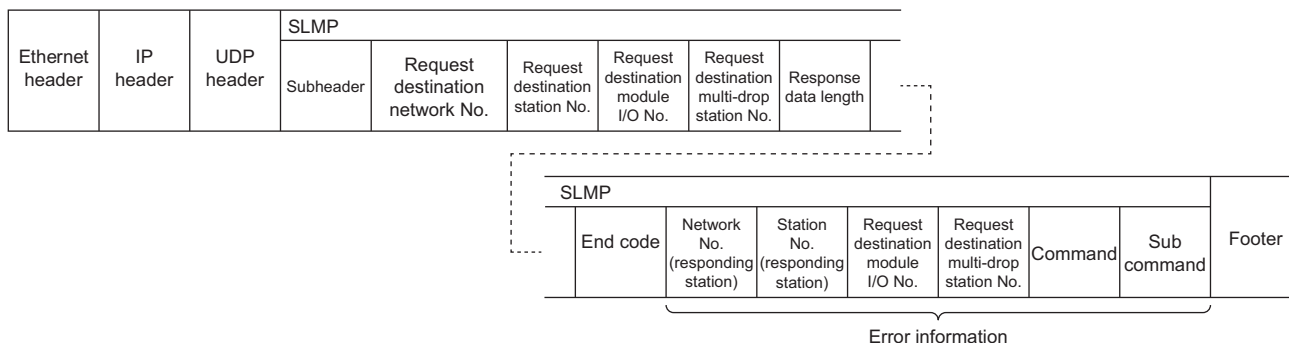 Ethernet
header
IP
header
UDP
header
SLMP
Subheader
Request
destination
network No.
Request
destination
station No.
Request
destination
module
I/O No.
Request
destination
multi-drop
station No.
Response
data length
SLMP
End code
Network
No.
(responding
station)
Station
No.
(responding
station)
Request
destination
module
I/O No.
Request
destination
multi-drop
station No.
Command
Sub
command
Footer
Error information